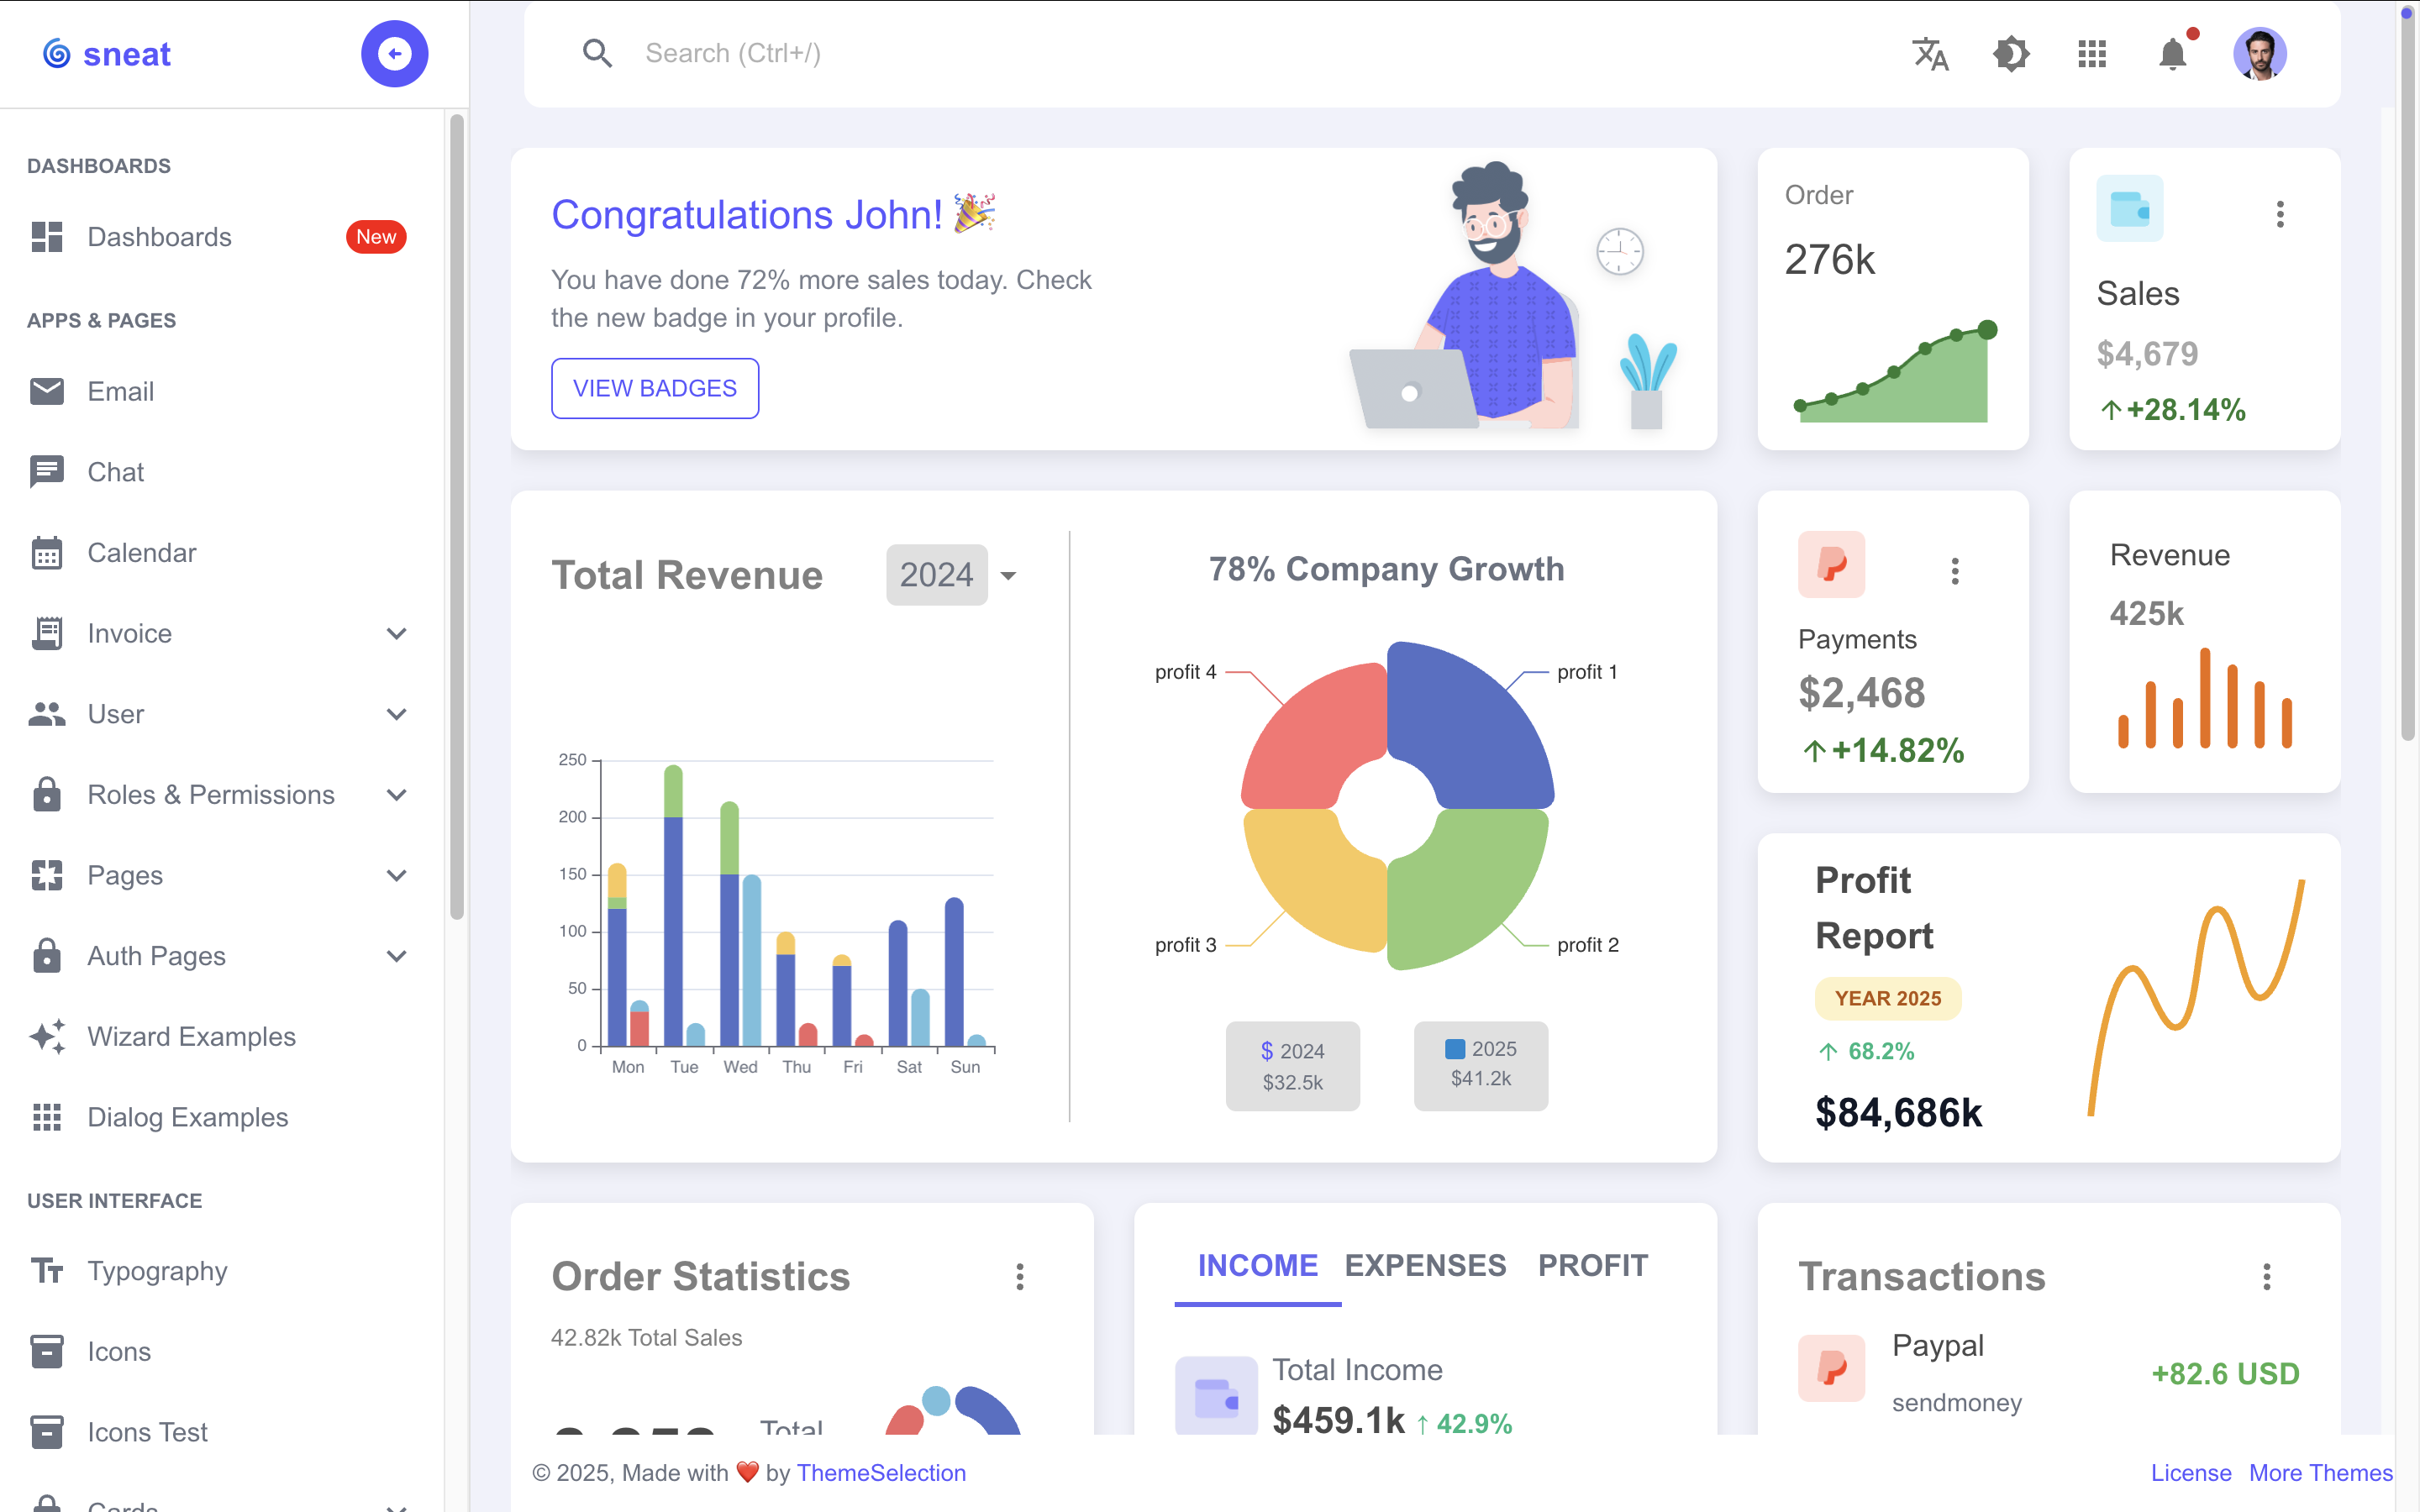 sneat
Search (Ctrl+/)
DASHBOARDS
Dashboards
New
APPS & PAGES
Email
Chat
Calendar
Invoice
User
Roles & Permissions
Pages
Auth Pages
Wizard Examples
Dialog Examples
USER INTERFACE
Typography
Icons
Icons Test
Cards
Congratulations John! 🎉
You have done 72% more sales today. Check
the new badge in your profile.
VIEW BADGES
Order
276k
Sales
$4,679
+28.14%
Total Revenue
2024
250
200
150
100
50
0
Mon Tue Wed Thu Fri Sat Sun
78% Company Growth
profit 4
profit 1
profit 3
profit 2
$ 2024
$32.5k
2025
$41.2k
Payments
$2,468
+14.82%
Revenue
425k
Profit
Report
YEAR 2025
68.2%
$84,686k
Order Statistics
42.82k Total Sales
Total
INCOME EXPENSES PROFIT
Total Income
$459.1k ↑ 42.9%
Transactions
Paypal
sendmoney
+82.6 USD
© 2025, Made with ❤️ by ThemeSelection
License More Themes